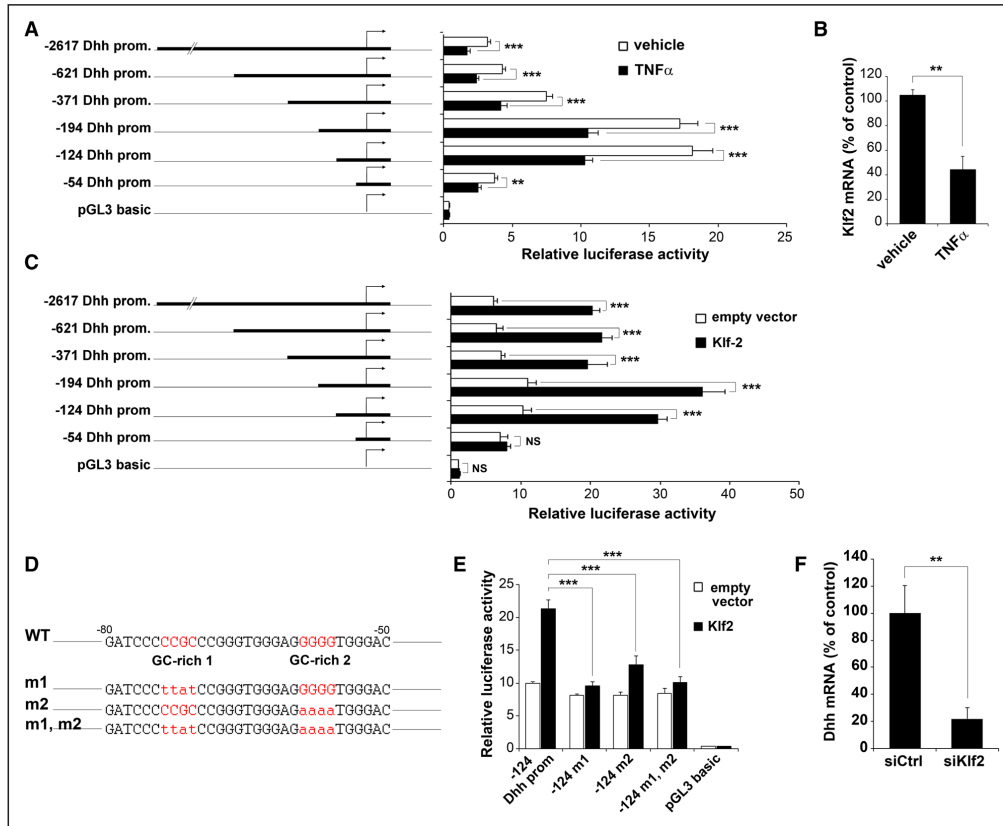 A
-2617 Dhh prom.
-621 Dhh prom.
-371 Dhh prom.
-194 Dhh prom
-124 Dhh prom
-54 Dhh prom
pGL3 basic
vehicle
TNFα
***
***
***
***
***
**
0 5 10 15 20 25
Relative luciferase activity
B
Klf2 mRNA (% of control)
120
100
80
60
40
20
0
**
vehicle
TNFα
C
-2617 Dhh prom.
-621 Dhh prom.
-371 Dhh prom.
-194 Dhh prom
-124 Dhh prom
-54 Dhh prom
pGL3 basic
empty vector
Klf-2
***
***
***
***
***
NS
NS
0 10 20 30 40 50
Relative luciferase activity
D
-80 -50
WT GATCCCCCGCCCGGGTGGGAGGGGGTGGGAC
GC-rich 1 GC-rich 2
m1 GATCCCttatCCGGGTGGGAGGGGGTGGGAC
m2 GATCCCCCGCCCGGGTGGGAGaaaaTGGGAC
m1, m2 GATCCCttatCCGGGTGGGAGaaaaTGGGAC
E
Relative luciferase activity
25
20
15
10
5
0
***
***
***
empty
vector
Klf2
-124
Dhh prom
-124 m1
-124 m2
-124 m1, m2
pGL3 basic
F
Dhh mRNA (% of control)
140
120
100
80
60
40
20
0
**
siCtrl
siKlf2